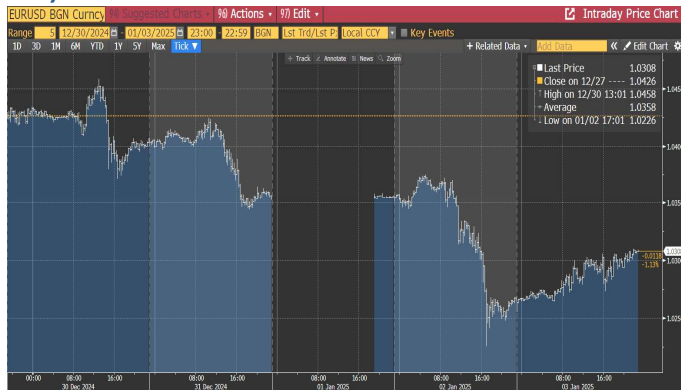 EURUSD BGN Curncy 94) Suggested Charts 96) Actions 97) Edit Intraday Price Chart
Range 5 12/30/2024 - 01/03/2025 23:00 - 22:59 BGN Lst Trd/Lst P: Local CCY Key Events
1D 3D 1M 6M YTD 1Y 5Y Max Tick + Related Data Add Data « Edit Chart
+ Track Annotate News Zoom
Last Price 1.0308
Close on 12/27 ---- 1.0426
High on 12/30 13:01 1.0458
Average 1.0358
Low on 01/02 17:01 1.0226
1.045
1.040
1.035
1.030
-0.0118
-1.13%
1.025
00:00 08:00 16:00 08:00 16:00 08:00 16:00 08:00 16:00 08:00 16:00
30 Dec 2024 31 Dec 2024 01 Jan 2025 02 Jan 2025 03 Jan 2025